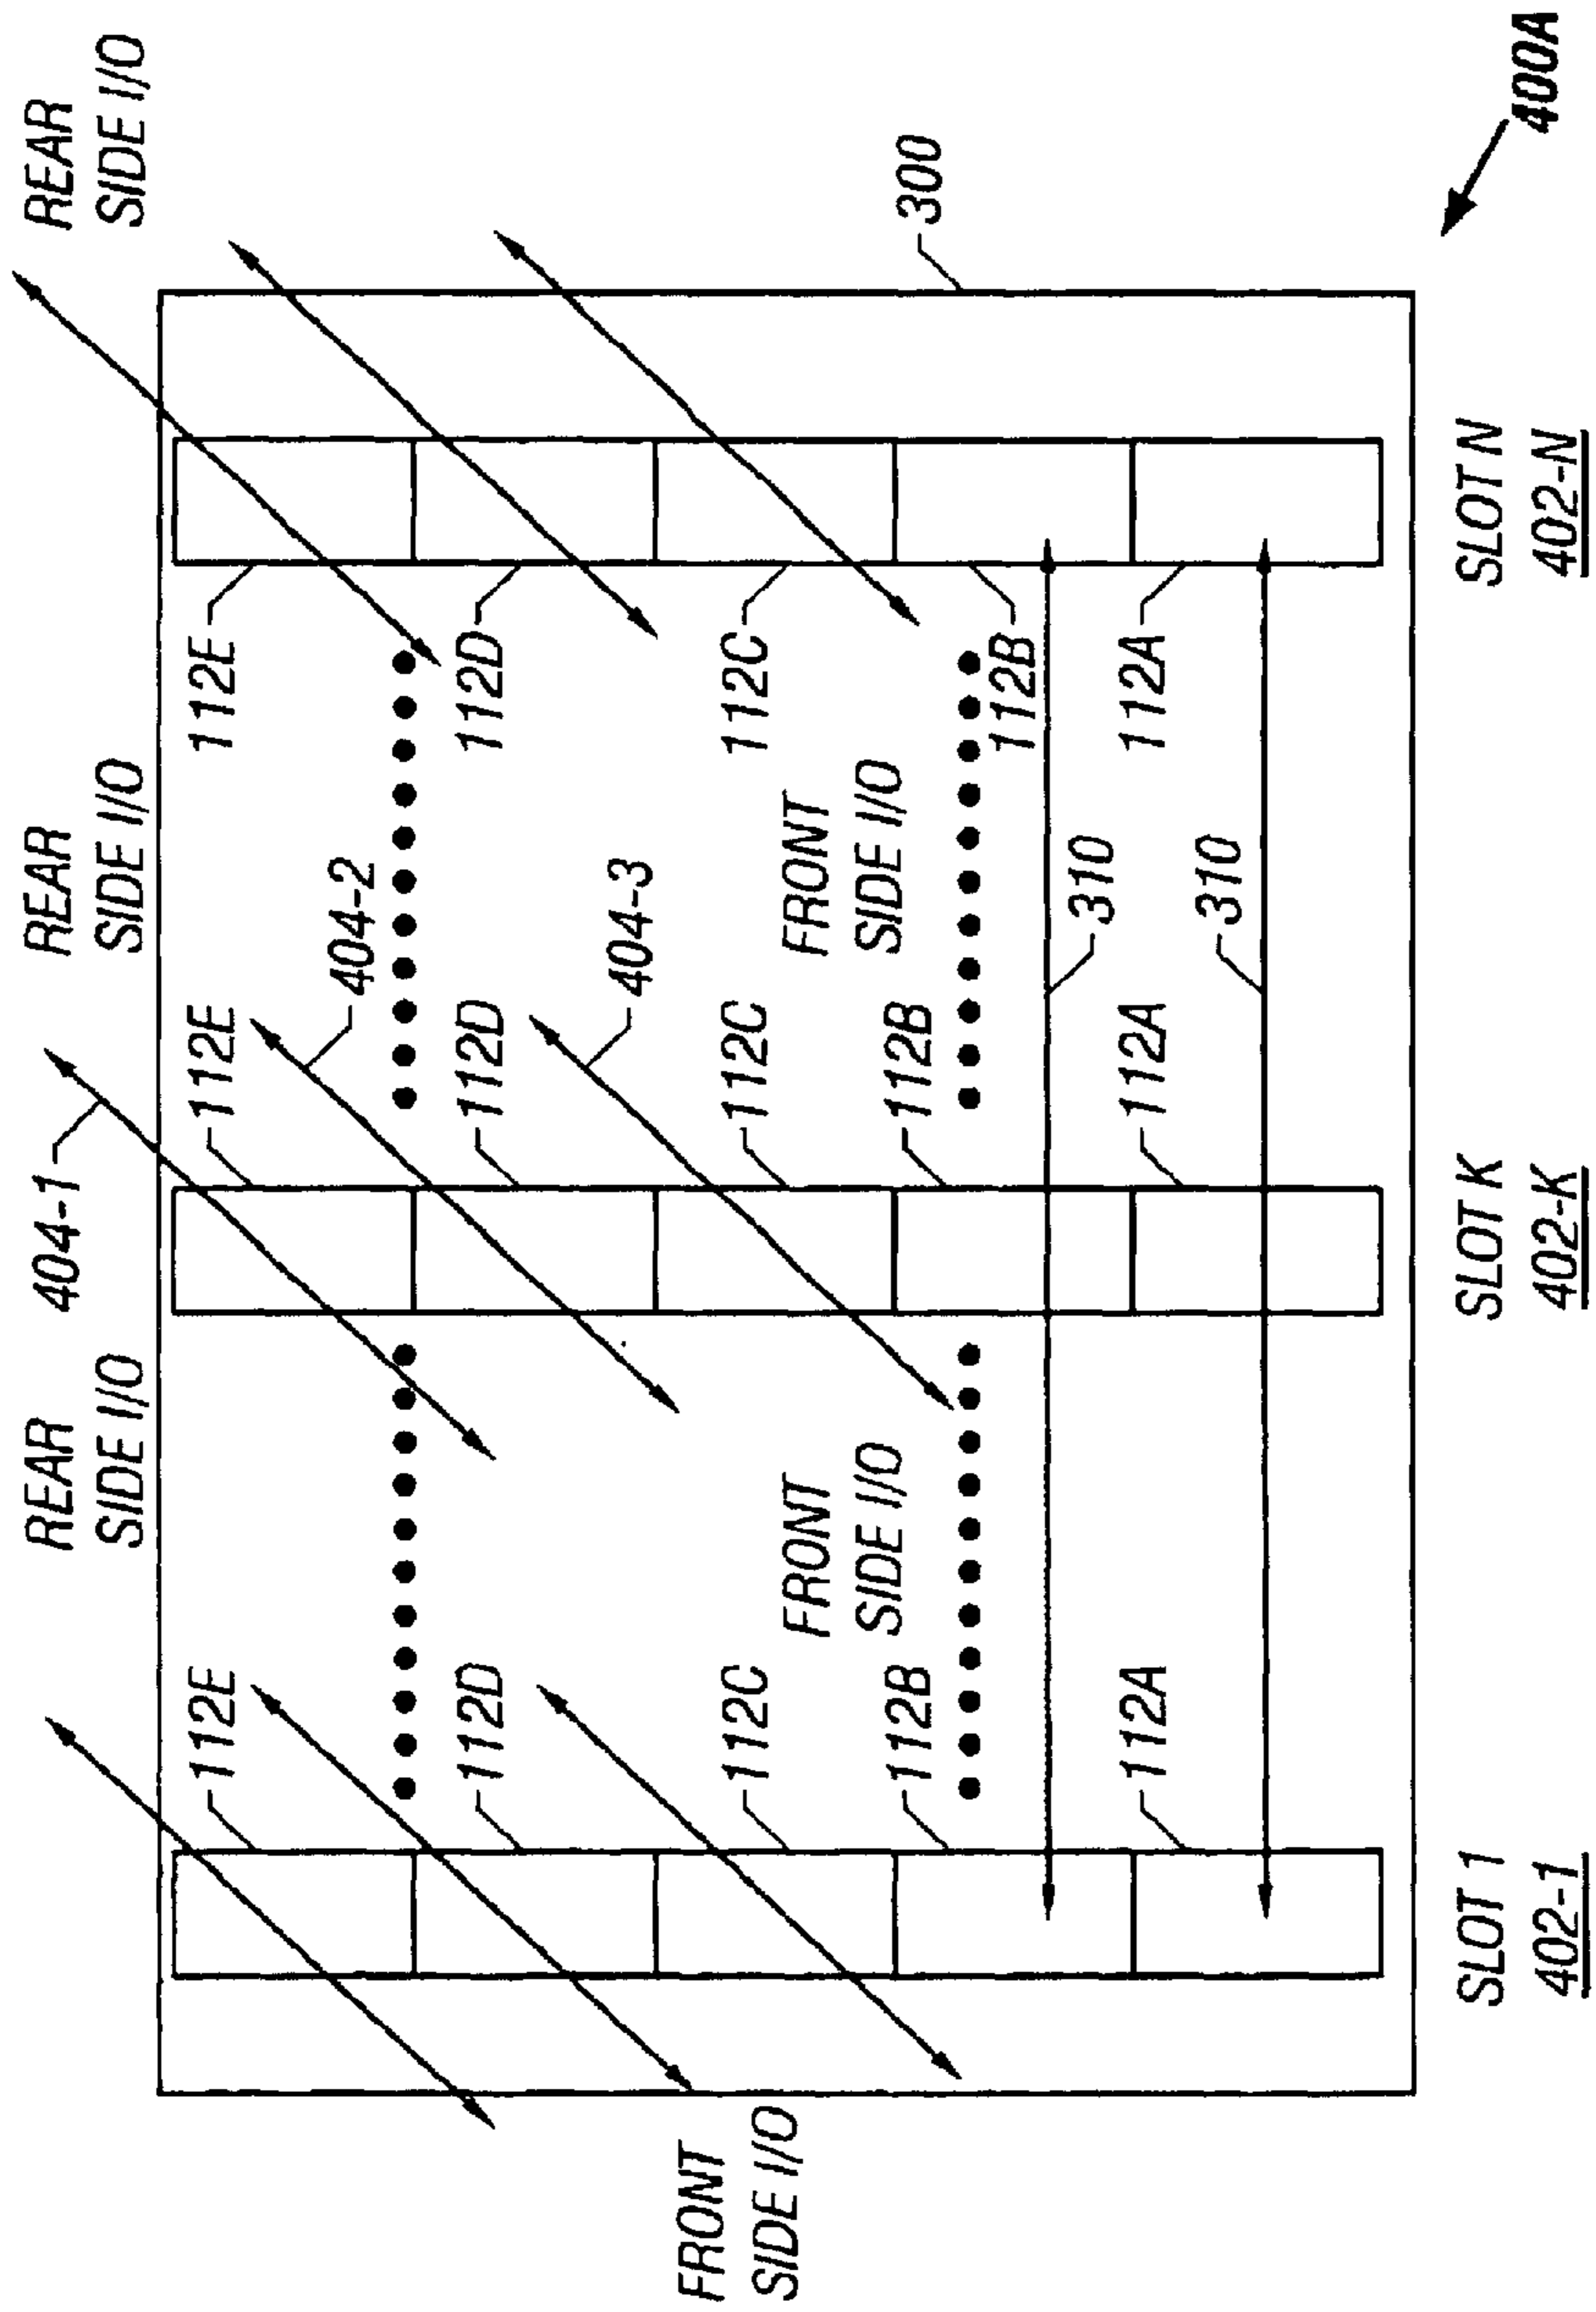 REAR
SIDE I/O
404-1
REAR
SIDE I/O
REAR
SIDE I/O
112E
112E
112E
404-2
112D
112D
112D
404-3
FRONT
SIDE I/O
112C
112C
112C
FRONT
SIDE I/O
FRONT
SIDE I/O
300
112B
112B
112B
310
112A
112A
112A
310
SLOT 1
402-1
SLOT K
402-K
SLOT N
402-N
400A